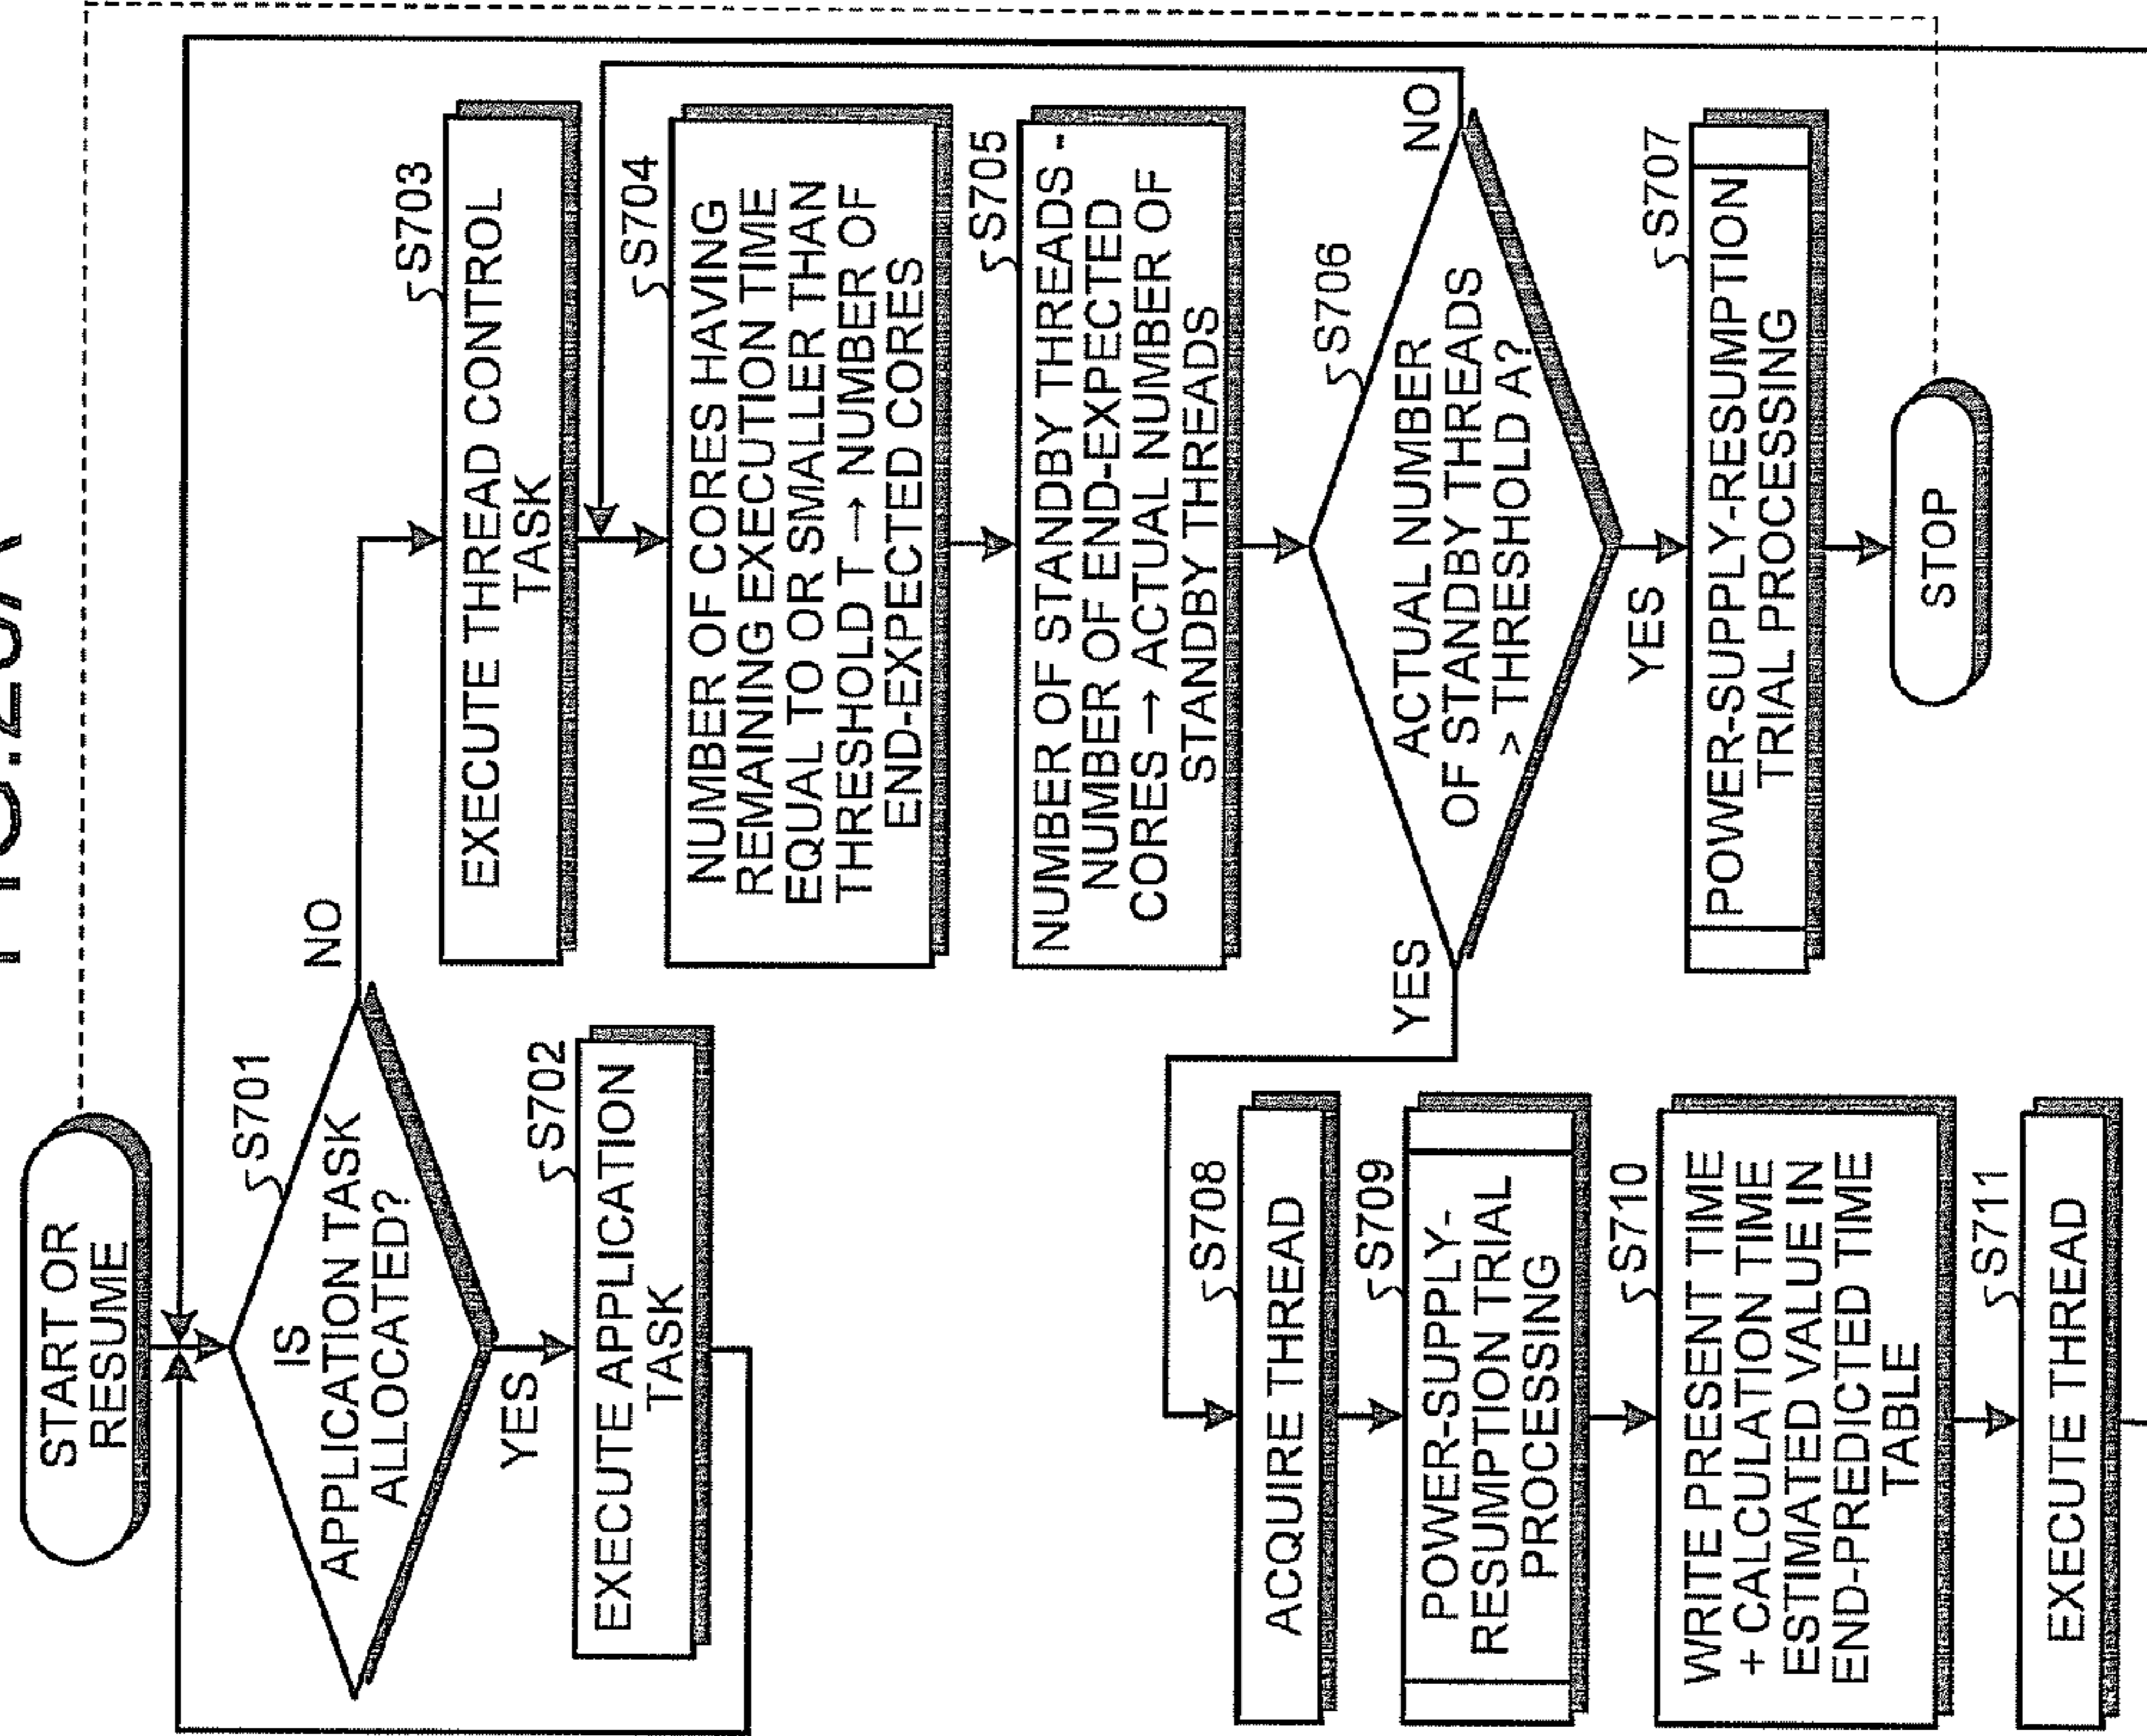 START OR
RESUME
S701
IS
APPLICATION TASK
ALLOCATED?
NO
YES
S702
EXECUTE APPLICATION
TASK
S703
EXECUTE THREAD CONTROL
TASK
S704
NUMBER OF CORES HAVING
REMAINING EXECUTION TIME
EQUAL TO OR SMALLER THAN
THRESHOLD T → NUMBER OF
END-EXPECTED CORES
S705
NUMBER OF STANDBY THREADS -
NUMBER OF END-EXPECTED
CORES → ACTUAL NUMBER OF
STANDBY THREADS
S706
ACTUAL NUMBER
OF STANDBY THREADS
> THRESHOLD A?
NO
YES
YES
S707
POWER-SUPPLY-RESUMPTION
TRIAL PROCESSING
STOP
S708
ACQUIRE THREAD
S709
POWER-SUPPLY-
RESUMPTION TRIAL
PROCESSING
S710
WRITE PRESENT TIME
+ CALCULATION TIME
ESTIMATED VALUE IN
END-PREDICTED TIME
TABLE
S711
EXECUTE THREAD